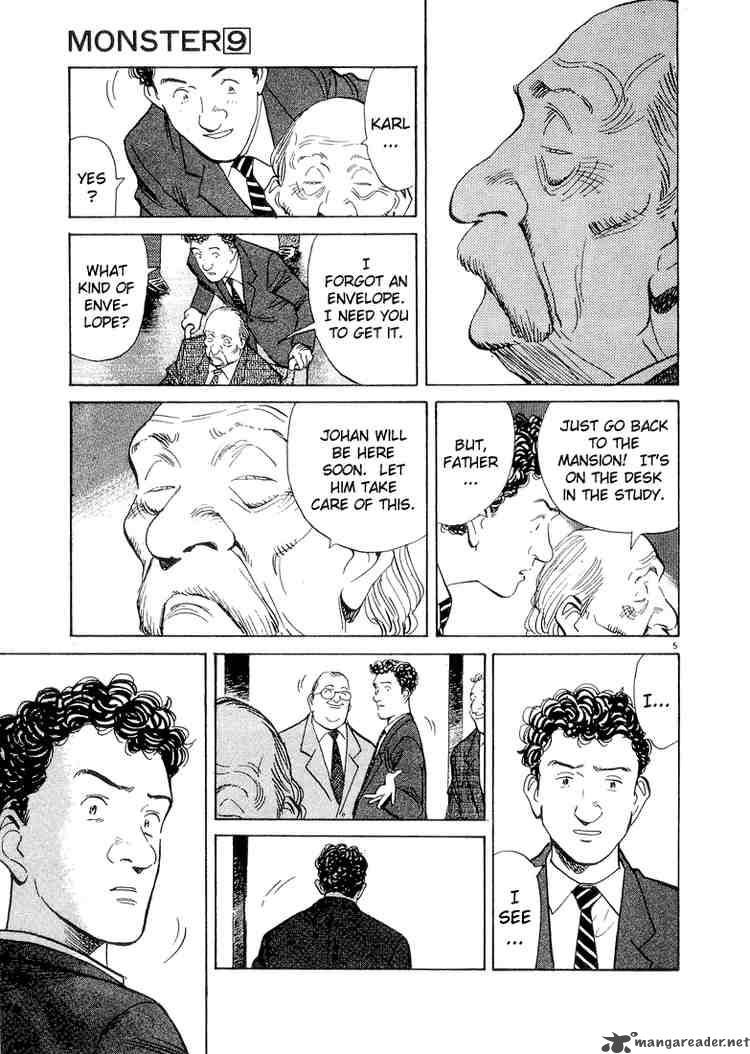 MONSTER 9
KARL
...
YES
?
I
FORGOT AN
ENVELOPE.
I NEED YOU
TO GET IT.
WHAT
KIND OF
ENVE-
LOPE?
JUST GO BACK
TO THE
MANSION! IT'S
ON THE DESK
IN THE STUDY.
BUT,
FATHER
...
JOHAN WILL
BE HERE
SOON. LET
HIM TAKE
CARE OF THIS.
5
I...
I
SEE
...
mangareader.net